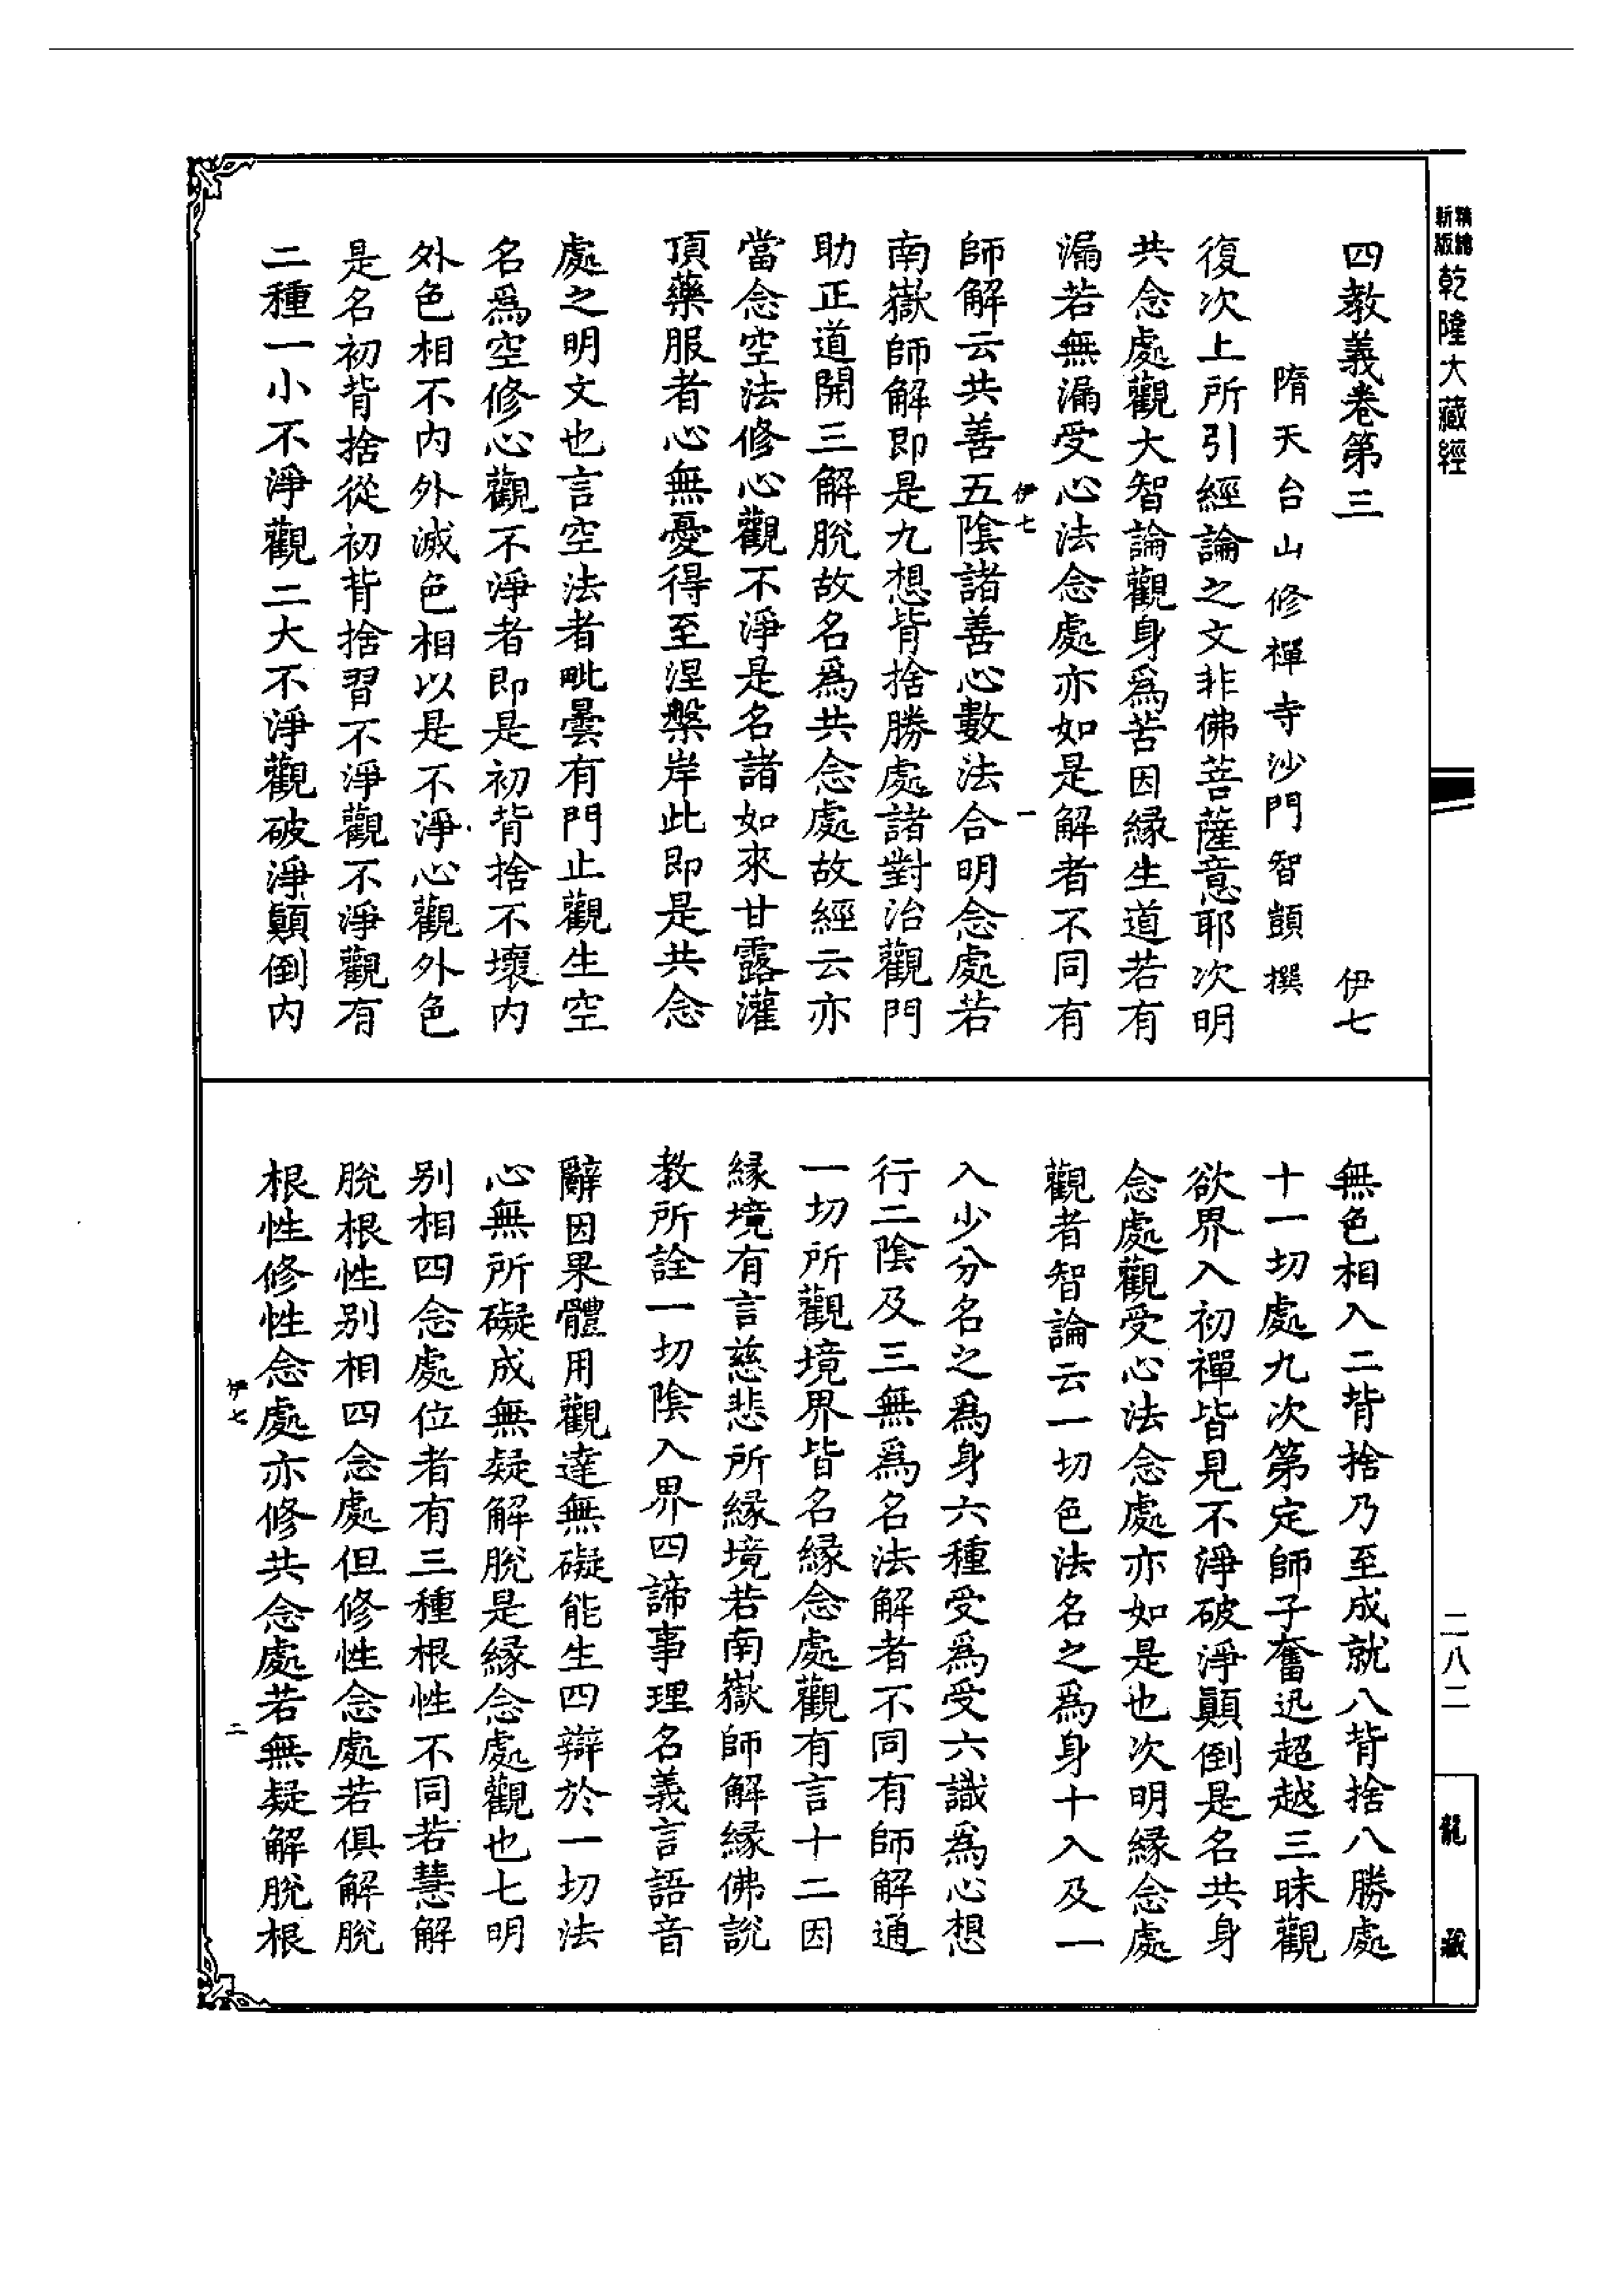 精繪
新版
乾隆大藏經
四教義卷第三　伊七
隋天台山修禪寺沙門智顗撰
復次上所引經論之文非佛菩薩意耶次明
共念處觀大智論觀身爲苦因緣生道若有
漏若無漏受心法念處亦如是解者不同有
伊七　一
師解云共善五陰諸善心數法合明念處若
南嶽師解即是九想背捨勝處諸對治觀門
助正道開三解脫故名爲共念處故經云亦
當念空法修心觀不淨是名諸如來甘露灌
頂藥服者心無憂得至涅槃岸此即是共念
處之明文也言空法者毗曇有門止觀生空
名爲空修心觀不淨者即是初背捨不壞內
外色相不內外滅色相以是不淨心觀外色
是名初背捨從初背捨習不淨觀不淨觀有
二種一小不淨觀二大不淨觀破淨顛倒內
無色相入二背捨乃至成就八背捨八勝處
十一切處九次第定師子奮迅超越三昧觀
欲界入初禪皆見不淨破淨顛倒是名共身
念處觀受心法念處亦如是也次明緣念處
觀者智論云一切色法名之爲身十入及一
入少分名之爲身六種受爲受六識爲心想
行二陰及三無爲名法解者不同有師解通
一切所觀境界皆名緣念處觀有言十二因
緣境有言慈悲所緣境若南嶽師解緣佛說
教所詮一切陰入界四諦事理名義言語音
辭因果體用觀達無礙能生四辯於一切法
心無所礙成無疑解脫是緣念處觀也七明
別相四念處位者有三種根性不同若慧解
脫根性別相四念處但修性念處若俱解脫
根性修性念處亦修共念處若無疑解脫根
伊七　二
二八二
龍藏